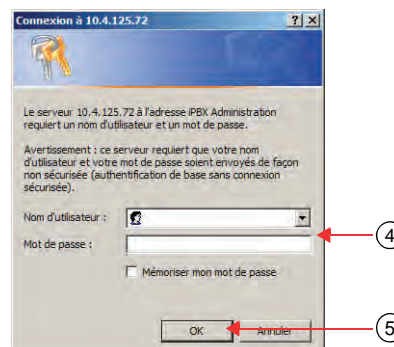 Connexion à 10.4.125.72
Le serveur 10.4.125.72 à l'adresse iPBX Administration
requiert un nom d'utilisateur et un mot de passe.
Avertissement : ce serveur requiert que votre nom
d'utilisateur et votre mot de passe soient envoyés de façon
non sécurisée (authentification de base sans connexion
sécurisée).
Nom d'utilisateur :
Mot de passe :
4
Mémoriser mon mot de passe
OK
Annuler
5